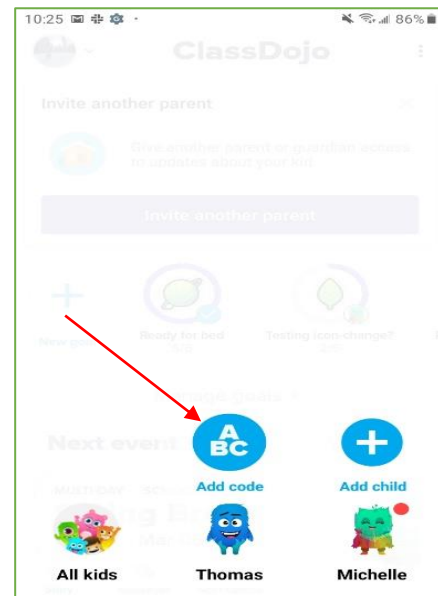 10:25 86%
ClassDojo
Invite another parent
Give another parent or guardian access
to updates about your kid.
Invite another parent
New goal
Ready for bed
Testing icon-change?
Next event
A
BC
Add code
Add child
All kids
Thomas
Michelle